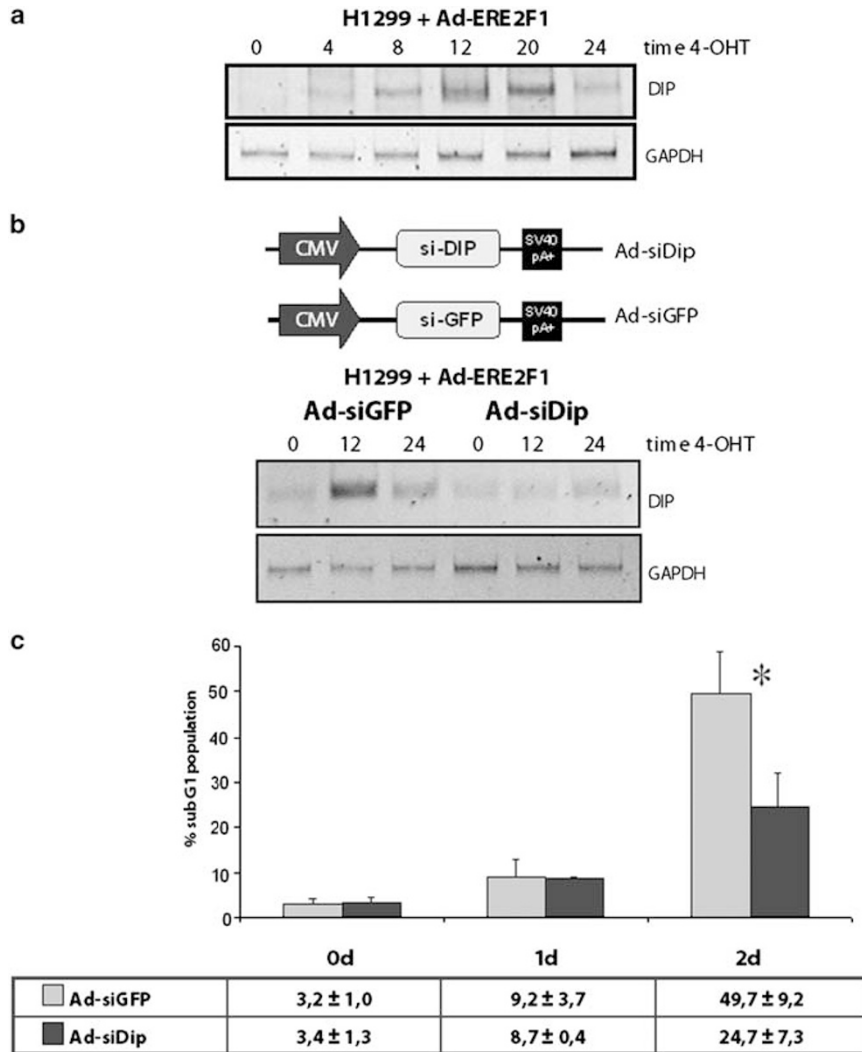 a
H1299 + Ad-ERE2F1
0 4 8 12 20 24 time 4-OHT
DIP
GAPDH
b
CMV si-DIP SV40 pA+ Ad-siDip
CMV si-GFP SV40 pA+ Ad-siGFP
H1299 + Ad-ERE2F1
Ad-siGFP Ad-siDip
0 12 24 0 12 24 time 4-OHT
DIP
GAPDH
c
% sub G1 population
60
50
40
30
20
10
0
*
0d 1d 2d
Ad-siGFP 3,2 ± 1,0 9,2 ± 3,7 49,7 ± 9,2
Ad-siDip 3,4 ± 1,3 8,7 ± 0,4 24,7 ± 7,3